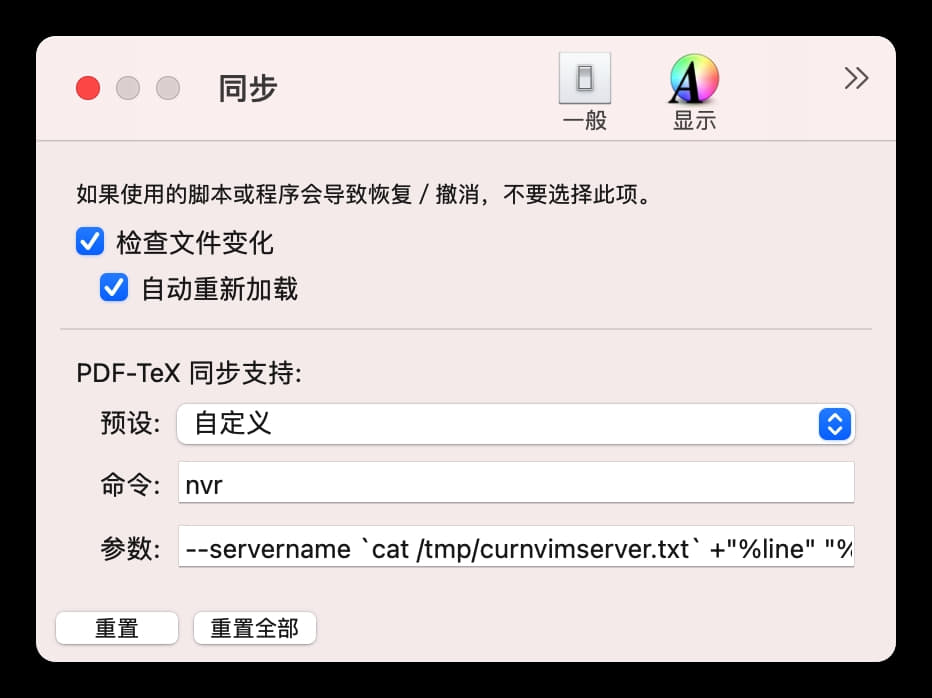 同步
一般
显示
如果使用的脚本或程序会导致恢复 / 撤消，不要选择此项。
检查文件变化
自动重新加载
PDF-TeX 同步支持:
预设: 自定义
命令: nvr
参数: --servername `cat /tmp/curnvimserver.txt` +"%line" "%
重置 重置全部